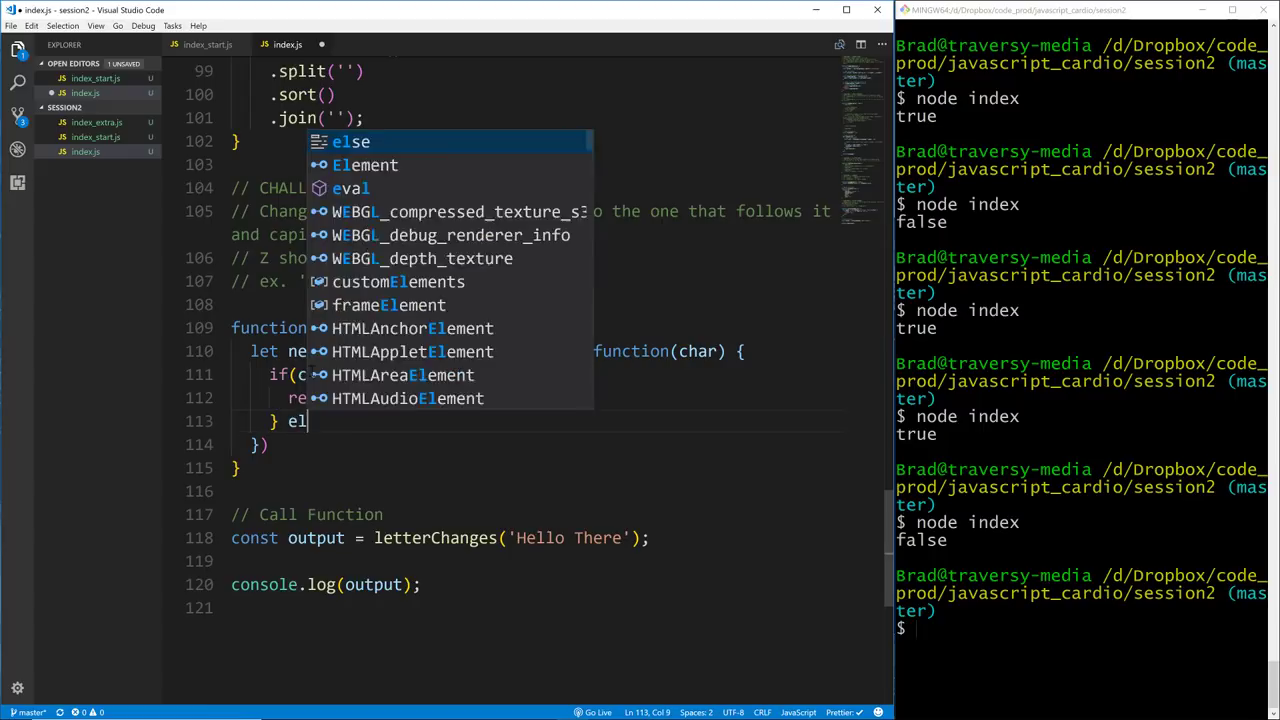 index.js - session2 - Visual Studio Code
File Edit Selection View Go Debug Tasks Help
EXPLORER
OPEN EDITORS 1 UNSAVED
JS index_start.js U
JS index.js U
SESSION2
JS index_extra.js U
JS index_start.js U
JS index.js U
JS index_start.js
JS index.js
99 .split('')
100 .sort()
101 .join('');
102 }
103
104 // CHALL
105 // Chang o the one that follows it
and capi
106 // Z sho
107 // ex. '
108
109 function
110 let ne function(char) {
111 if(c
112 re
113 } el
114 })
115 }
116
117 // Call Function
118 const output = letterChanges('Hello There');
119
120 console.log(output);
121
else
Element
eval
WEBGL_compressed_texture_s3
WEBGL_debug_renderer_info
WEBGL_depth_texture
customElements
frameElement
HTMLAnchorElement
HTMLAppletElement
HTMLAreaElement
HTMLAudioElement
master* 0 0
Go Live Ln 113, Col 9 Spaces: 2 UTF-8 CRLF JavaScript Prettier: ✓
MINGW64:/d/Dropbox/code_prod/javascript_cardio/session2
Brad@traversy-media /d/Dropbox/code_
prod/javascript_cardio/session2 (mas
ter)
$ node index
true
Brad@traversy-media /d/Dropbox/code_
prod/javascript_cardio/session2 (mas
ter)
$ node index
false
Brad@traversy-media /d/Dropbox/code_
prod/javascript_cardio/session2 (mas
ter)
$ node index
true
Brad@traversy-media /d/Dropbox/code_
prod/javascript_cardio/session2 (mas
ter)
$ node index
true
Brad@traversy-media /d/Dropbox/code_
prod/javascript_cardio/session2 (mas
ter)
$ node index
false
Brad@traversy-media /d/Dropbox/code_
prod/javascript_cardio/session2 (mas
ter)
$